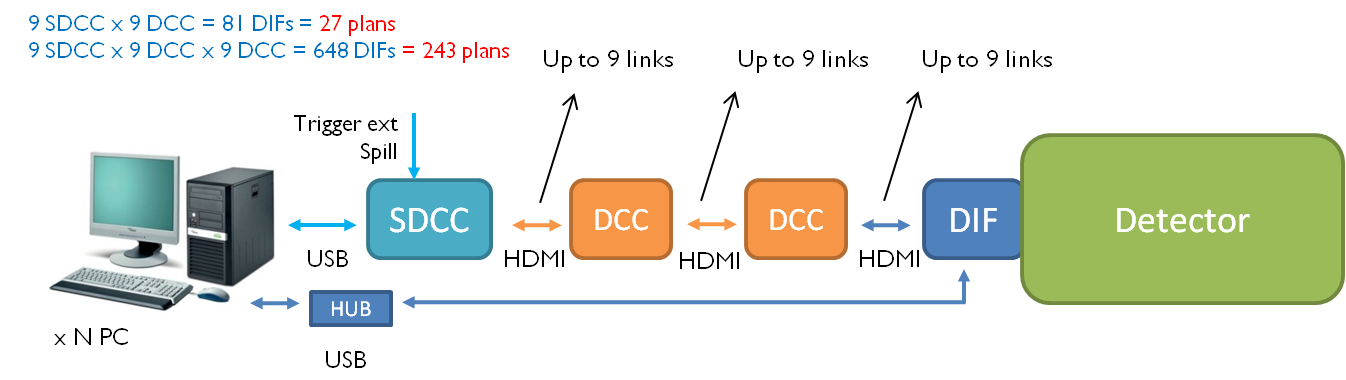 9 SDCC x 9 DCC = 81 DIFs = 27 plans
9 SDCC x 9 DCC x 9 DCC = 648 DIFs = 243 plans
Up to 9 links
Up to 9 links
Up to 9 links
Trigger ext
Spill
SDCC
DCC
DCC
DIF
Detector
USB
HDMI
HDMI
HDMI
HUB
x N PC
USB